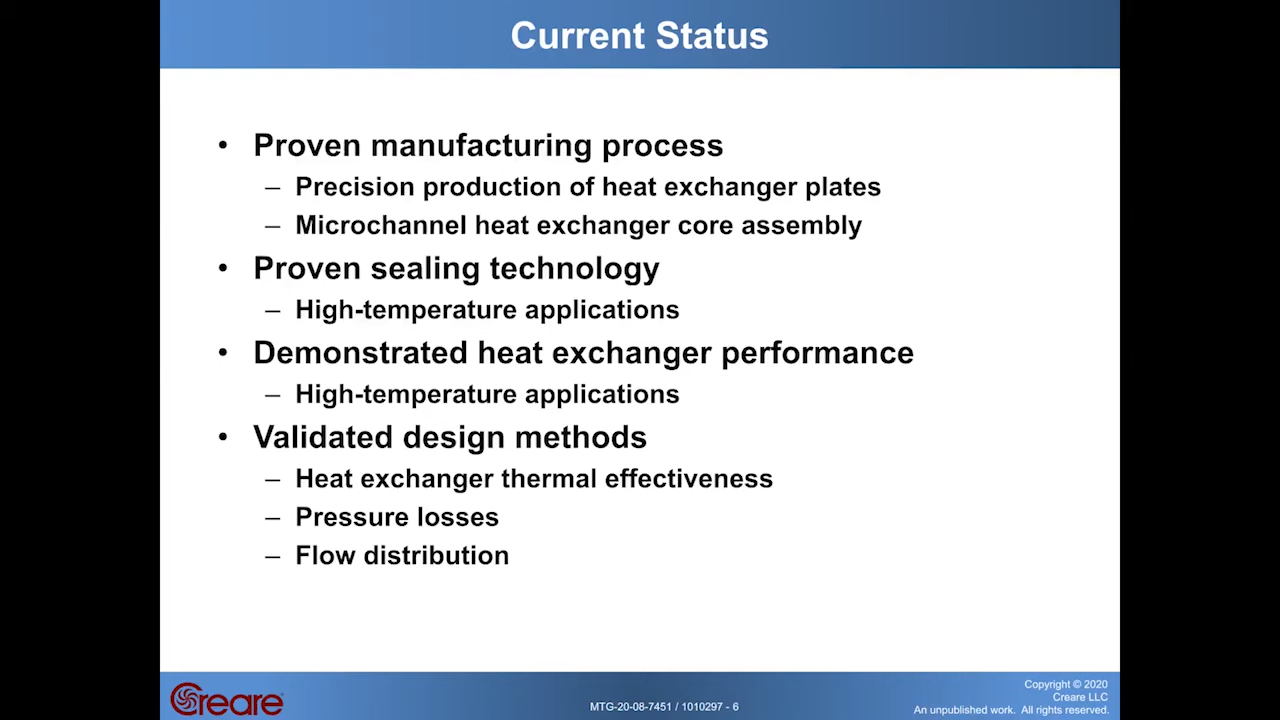 Current Status
• Proven manufacturing process
– Precision production of heat exchanger plates
– Microchannel heat exchanger core assembly
• Proven sealing technology
– High-temperature applications
• Demonstrated heat exchanger performance
– High-temperature applications
• Validated design methods
– Heat exchanger thermal effectiveness
– Pressure losses
– Flow distribution
Creare
MTG-20-08-7451 / 1010297 - 6
Copyright © 2020
Creare LLC
An unpublished work. All rights reserved.